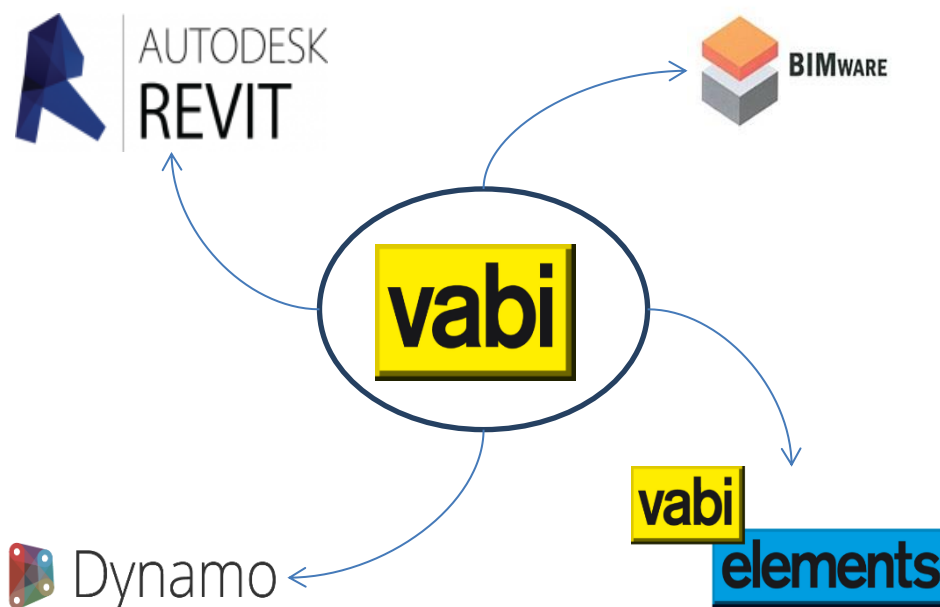 AUTODESK
REVIT
BIMWARE
vabi
vabi
elements
Dynamo